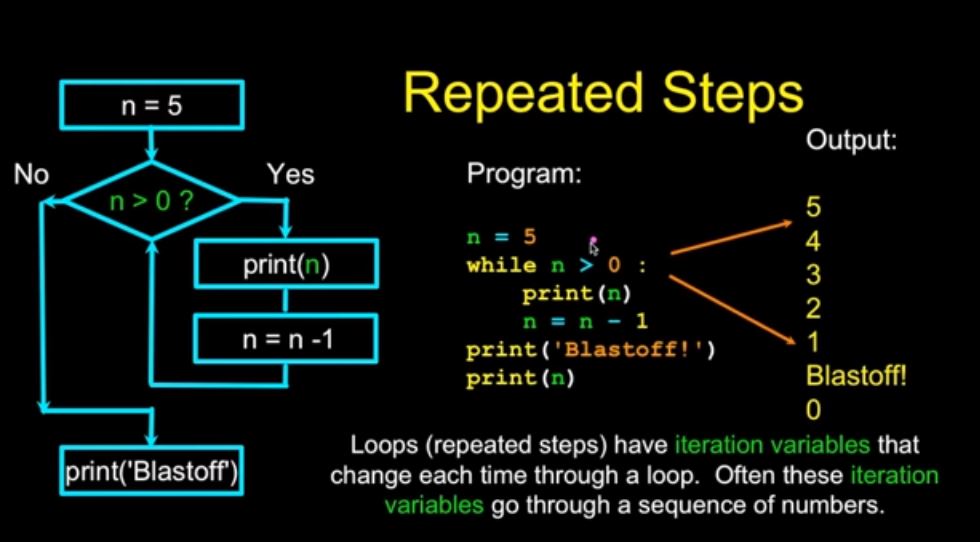 Repeated Steps
n = 5
No
Yes
n > 0 ?
print(n)
n = n -1
print('Blastoff')
Program:
n = 5
while n > 0 :
    print(n)
    n = n - 1
print('Blastoff!')
print(n)
Output:
5
4
3
2
1
Blastoff!
0
Loops (repeated steps) have iteration variables that
change each time through a loop.  Often these iteration
variables go through a sequence of numbers.